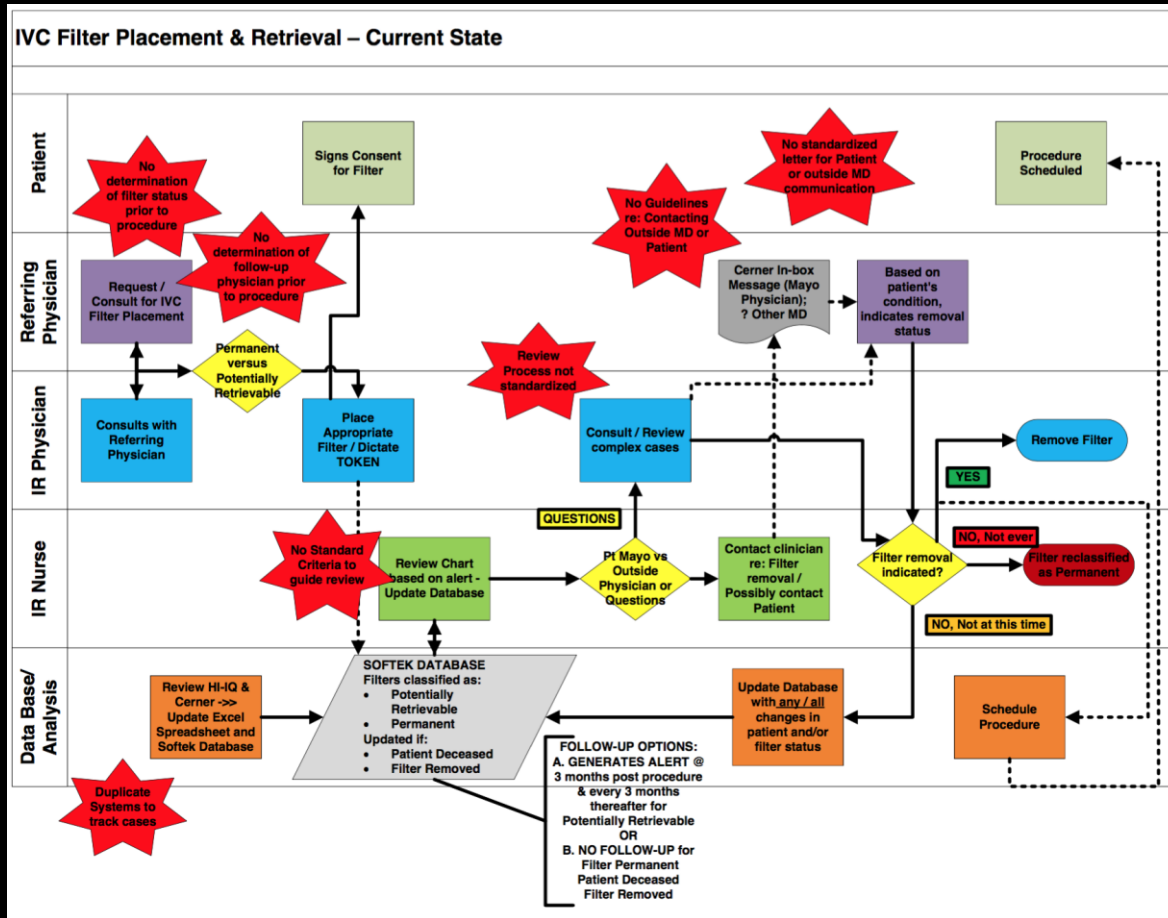 IVC Filter Placement & Retrieval – Current State
Patient
No
determination
of filter status
prior to
procedure
Signs Consent
for Filter
No standardized
letter for Patient
or outside MD
communication
Procedure
Scheduled
No Guidelines
re: Contacting
Outside MD or
Patient
Referring
Physician
No
determination of
follow-up
physician prior
to procedure
Request /
Consult for IVC
Filter Placement
Permanent
versus
Potentially
Retrievable
Cerner In-box
Message (Mayo
Physician);
? Other MD
Based on
patient's
condition,
indicates removal
status
IR Physician
Review
Process not
standardized
Consults with
Referring
Physician
Place
Appropriate
Filter / Dictate
TOKEN
Consult / Review
complex cases
Remove Filter
YES
IR Nurse
QUESTIONS
No Standard
Criteria to
guide review
Review Chart
based on alert -
Update Database
Pt Mayo vs
Outside
Physician or
Questions
Contact clinician
re: Filter
removal /
Possibly contact
Patient
Filter removal
indicated?
NO, Not ever
Filter reclassified
as Permanent
NO, Not at this time
Data Base/
Analysis
Review HI-IQ &
Cerner ->>
Update Excel
Spreadsheet and
Softek Database
SOFTEK DATABASE
Filters classified as:
• Potentially
Retrievable
• Permanent
Updated if:
• Patient Deceased
• Filter Removed
Update Database
with any / all
changes in
patient and/or
filter status
Schedule
Procedure
Duplicate
Systems to
track cases
FOLLOW-UP OPTIONS:
A. GENERATES ALERT @
3 months post procedure
& every 3 months
thereafter for
Potentially Retrievable
OR
B. NO FOLLOW-UP for
Filter Permanent
Patient Deceased
Filter Removed